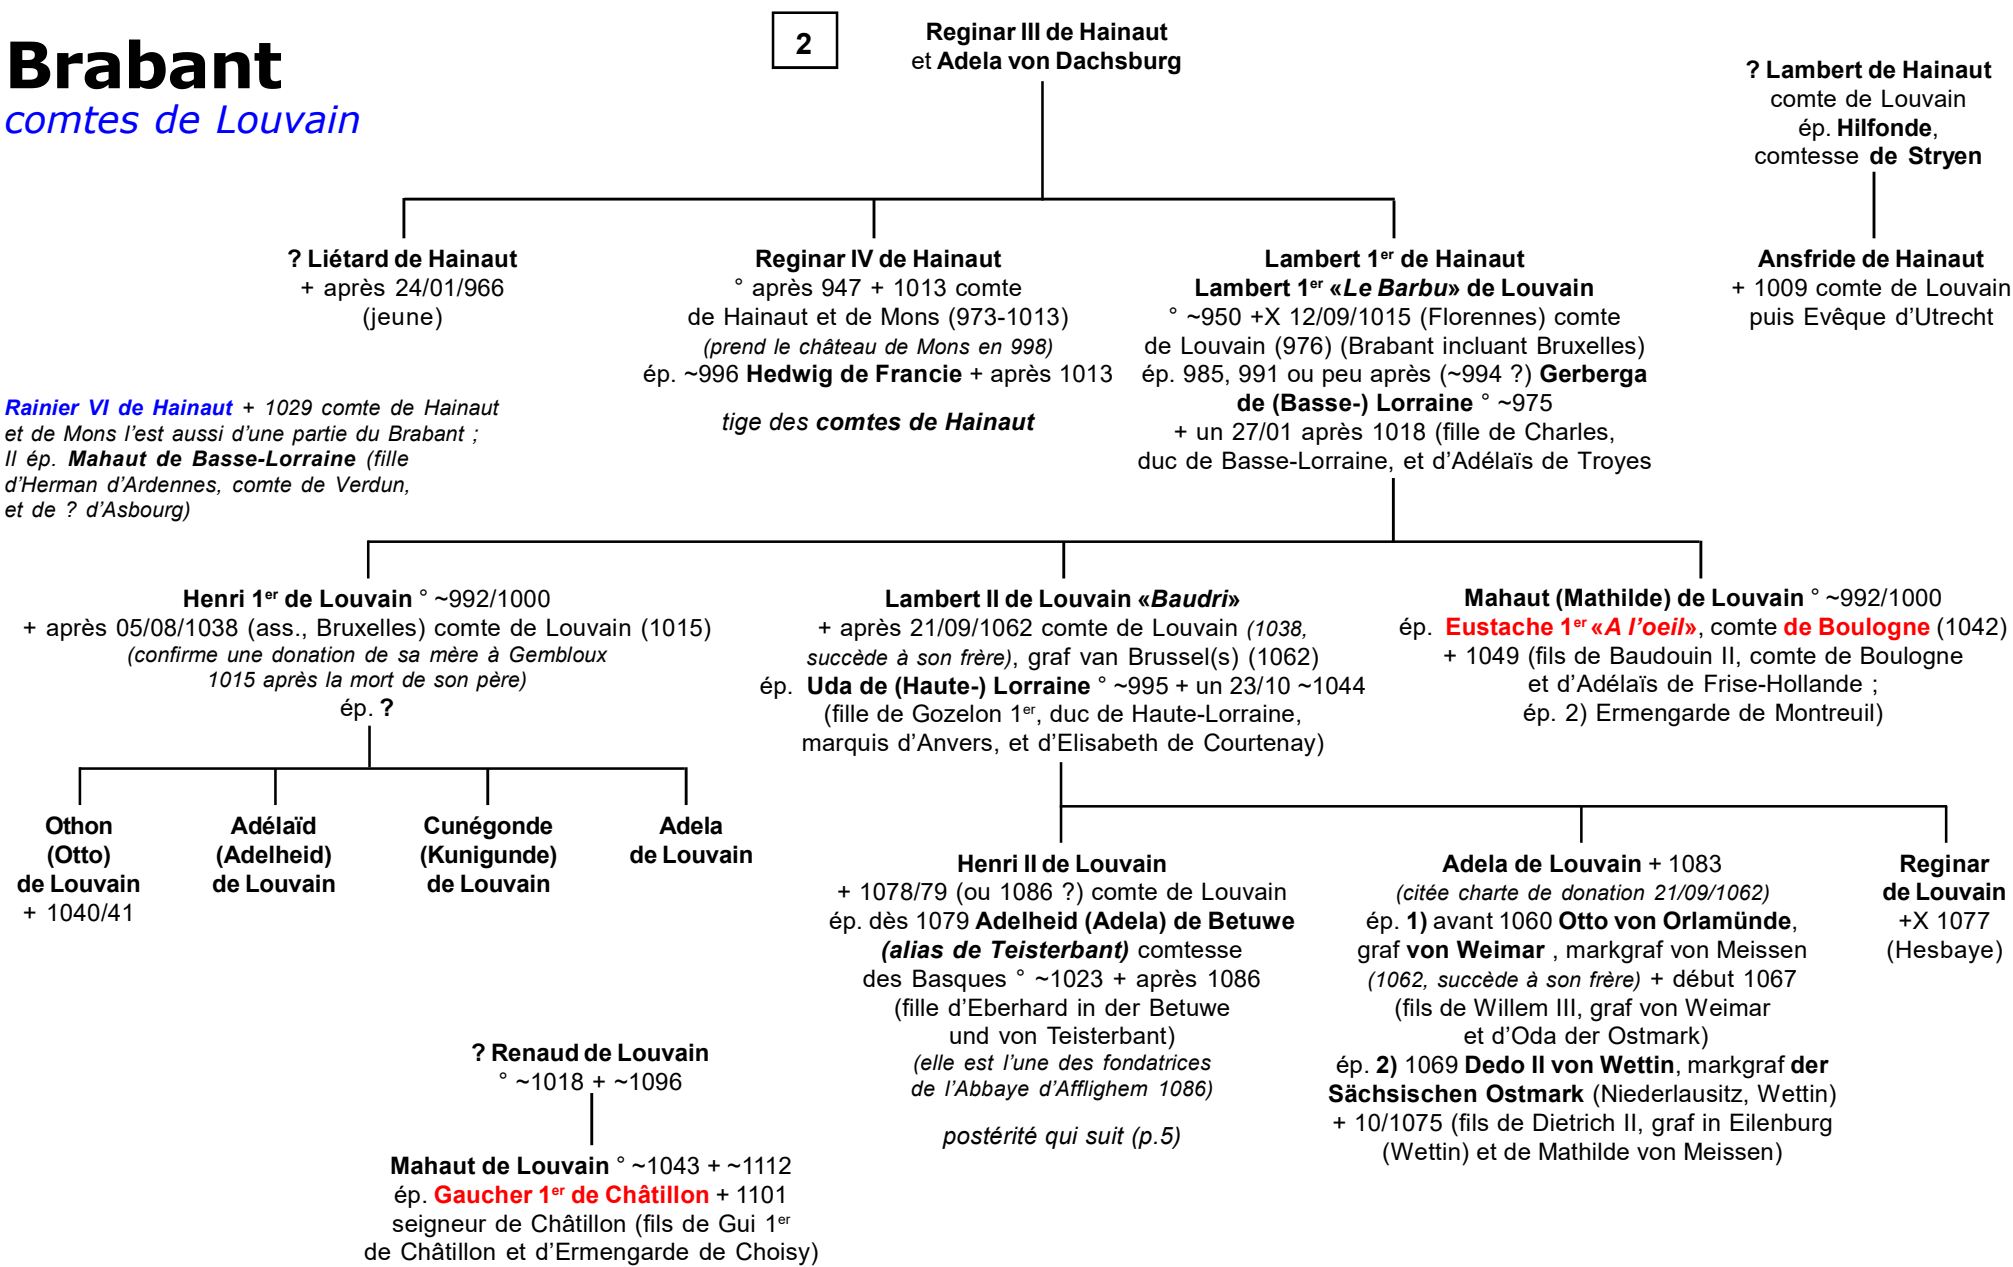 Brabant
comtes de Louvain
2
Reginar III de Hainaut
et Adela von Dachsburg
? Lambert de Hainaut
comte de Louvain
ép. Hilfonde,
comtesse de Stryen
? Liétard de Hainaut
+ après 24/01/966
(jeune)
Reginar IV de Hainaut
° après 947 + 1013 comte
de Hainaut et de Mons (973-1013)
(prend le château de Mons en 998)
ép. ~996 Hedwig de Francie + après 1013
tige des comtes de Hainaut
Lambert 1er de Hainaut
Lambert 1er «Le Barbu» de Louvain
° ~950 +X 12/09/1015 (Florennes) comte
de Louvain (976) (Brabant incluant Bruxelles)
ép. 985, 991 ou peu après (~994 ?) Gerberga
de (Basse-) Lorraine ° ~975
+ un 27/01 après 1018 (fille de Charles,
duc de Basse-Lorraine, et d'Adélaïs de Troyes
Ansfride de Hainaut
+ 1009 comte de Louvain
puis Evêque d'Utrecht
Rainier VI de Hainaut + 1029 comte de Hainaut
et de Mons l'est aussi d'une partie du Brabant ;
II ép. Mahaut de Basse-Lorraine (fille
d'Herman d'Ardennes, comte de Verdun,
et de ? d'Asbourg)
Henri 1er de Louvain ° ~992/1000
+ après 05/08/1038 (ass., Bruxelles) comte de Louvain (1015)
(confirme une donation de sa mère à Gembloux
1015 après la mort de son père)
ép. ?
Lambert II de Louvain «Baudri»
+ après 21/09/1062 comte de Louvain (1038,
succède à son frère), graf van Brussel(s) (1062)
ép. Uda de (Haute-) Lorraine ° ~995 + un 23/10 ~1044
(fille de Gozelon 1er, duc de Haute-Lorraine,
marquis d'Anvers, et d'Elisabeth de Courtenay)
Mahaut (Mathilde) de Louvain ° ~992/1000
ép. Eustache 1er «A l'oeil», comte de Boulogne (1042)
+ 1049 (fils de Baudouin II, comte de Boulogne
et d'Adélaïs de Frise-Hollande ;
ép. 2) Ermengarde de Montreuil)
Othon
(Otto)
de Louvain
+ 1040/41
Adélaïd
(Adelheid)
de Louvain
Cunégonde
(Kunigunde)
de Louvain
Adela
de Louvain
Henri II de Louvain
+ 1078/79 (ou 1086 ?) comte de Louvain
ép. dès 1079 Adelheid (Adela) de Betuwe
(alias de Teisterbant) comtesse
des Basques ° ~1023 + après 1086
(fille d'Eberhard in der Betuwe
und von Teisterbant)
(elle est l'une des fondatrices
de l'Abbaye d'Afflighem 1086)
postérité qui suit (p.5)
Adela de Louvain + 1083
(citée charte de donation 21/09/1062)
ép. 1) avant 1060 Otto von Orlamünde,
graf von Weimar , markgraf von Meissen
(1062, succède à son frère) + début 1067
(fils de Willem III, graf von Weimar
et d'Oda der Ostmark)
ép. 2) 1069 Dedo II von Wettin, markgraf der
Sächsischen Ostmark (Niederlausitz, Wettin)
+ 10/1075 (fils de Dietrich II, graf in Eilenburg
(Wettin) et de Mathilde von Meissen)
Reginar
de Louvain
+X 1077
(Hesbaye)
? Renaud de Louvain
° ~1018 + ~1096
Mahaut de Louvain ° ~1043 + ~1112
ép. Gaucher 1er de Châtillon + 1101
seigneur de Châtillon (fils de Gui 1er
de Châtillon et d'Ermengarde de Choisy)